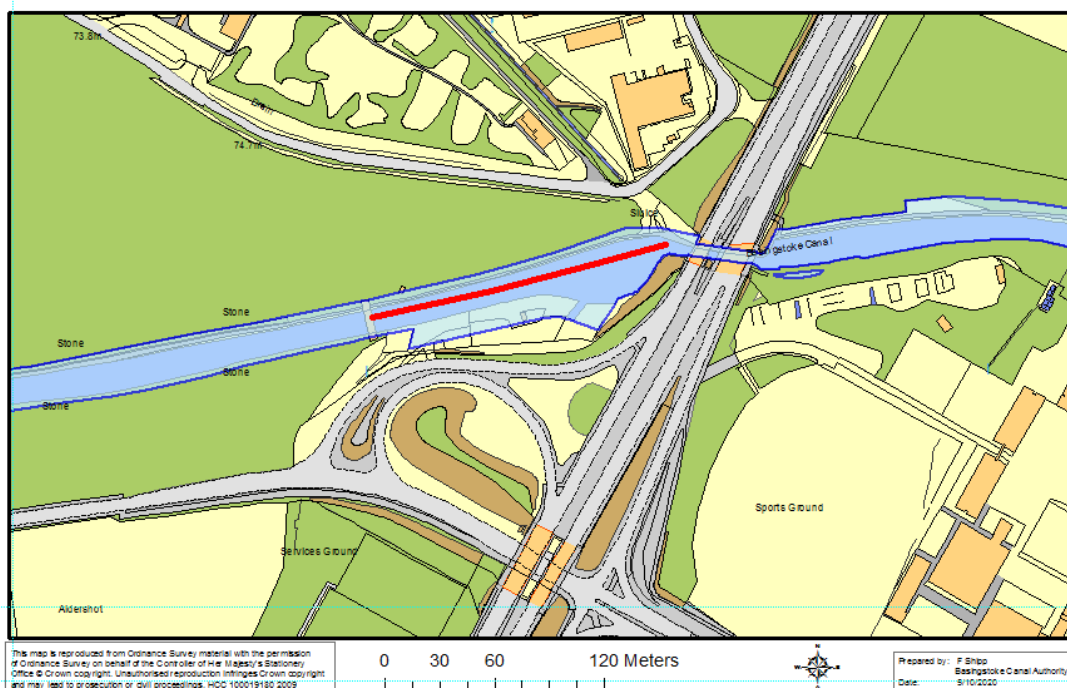 73.8m
Drain
74.7m
Sluice
Basingstoke Canal
Stone
Stone
Stone
Stone
Sports Ground
Services Ground
Aldershot
This map is reproduced from Ordnance Survey material with the permission
of Ordnance Survey on behalf of the Controller of Her Majesty's Stationery
Office © Crown copyright. Unauthorised reproduction infringes Crown copyright
and may lead to prosecution or civil proceedings. HCC 100019180 2009
0 30 60 120 Meters
N
W E
S
Prepared by: F Shipp
Basingstoke Canal Authority
Date: 9/10/2020